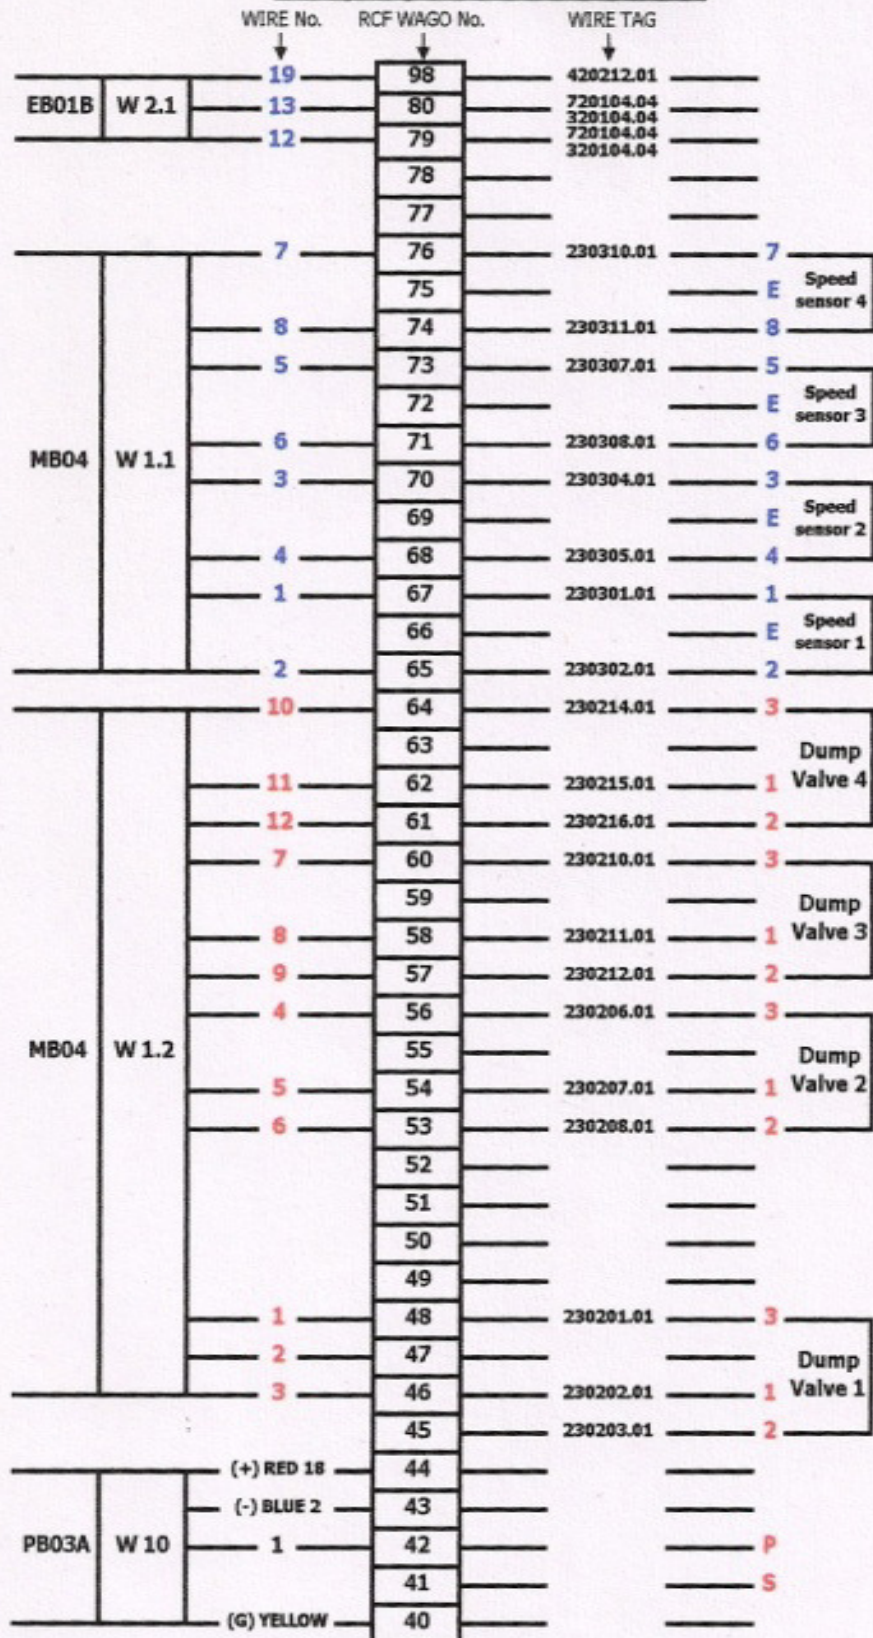 WIRE No. RCF WAGO No. WIRE TAG
19 98 420212.01
EB01B W 2.1 13 80 720104.04
320104.04
12 79 720104.04
320104.04
78
77
7 76 230310.01 7
75 E Speed sensor 4
8 74 230311.01 8
5 73 230307.01 5
72 E Speed sensor 3
6 71 230308.01 6
MB04 W 1.1
3 70 230304.01 3
69 E Speed sensor 2
4 68 230305.01 4
1 67 230301.01 1
66 E Speed sensor 1
2 65 230302.01 2
10 64 230214.01 3
63 Dump
11 62 230215.01 1 Valve 4
12 61 230216.01 2
7 60 230210.01 3
59 Dump
8 58 230211.01 1 Valve 3
9 57 230212.01 2
4 56 230206.01 3
MB04 W 1.2 55 Dump
5 54 230207.01 1 Valve 2
6 53 230208.01 2
52
51
50
49
1 48 230201.01 3
2 47 Dump
3 46 230202.01 1 Valve 1
45 230203.01 2
(+) RED 18 44
(-) BLUE 2 43
PB03A W 10 1 42 P
41 S
(G) YELLOW 40